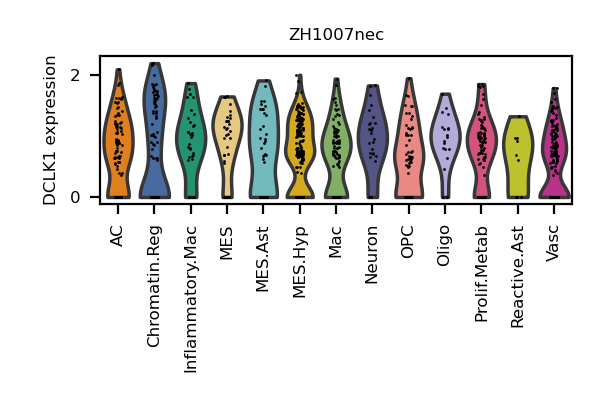 ZH1007nec
DCLK1 expression
2
0
AC
Chromatin.Reg
Inflammatory.Mac
MES
MES.Ast
MES.Hyp
Mac
Neuron
OPC
Oligo
Prolif.Metab
Reactive.Ast
Vasc